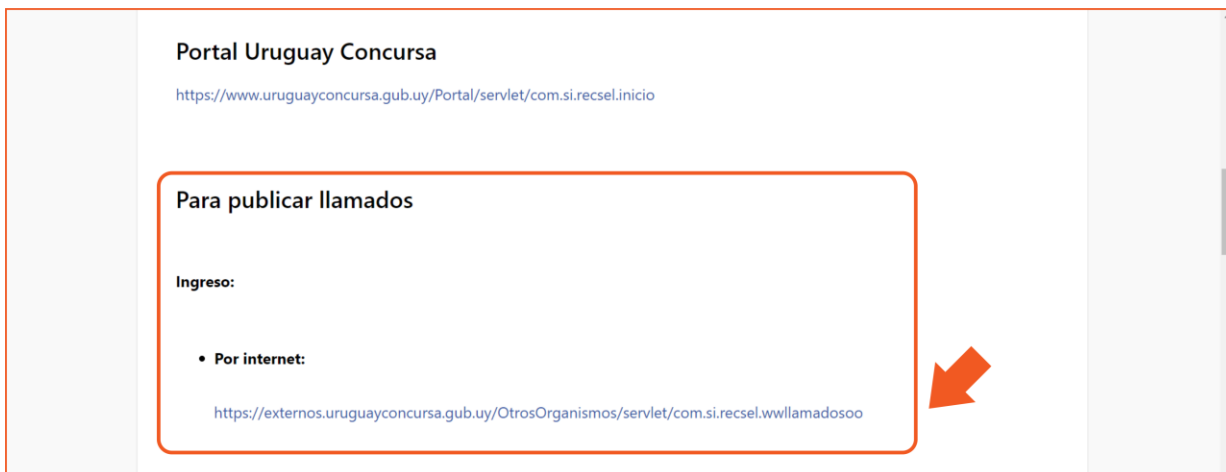 Portal Uruguay Concursa
https://www.uruguayconcursa.gub.uy/Portal/servlet/com.si.recsel.inicio
Para publicar llamados
Ingreso:
• Por internet:
https://externos.uruguayconcursa.gub.uy/OtrosOrganismos/servlet/com.si.recsel.wwllamadosoo